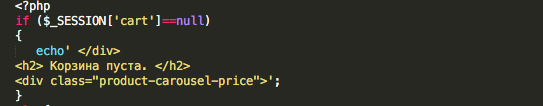 <?php
if ($_SESSION['cart']==null)
{
echo' </div>
<h2> Корзина пуста. </h2>
<div class="product-carousel-price">';
}